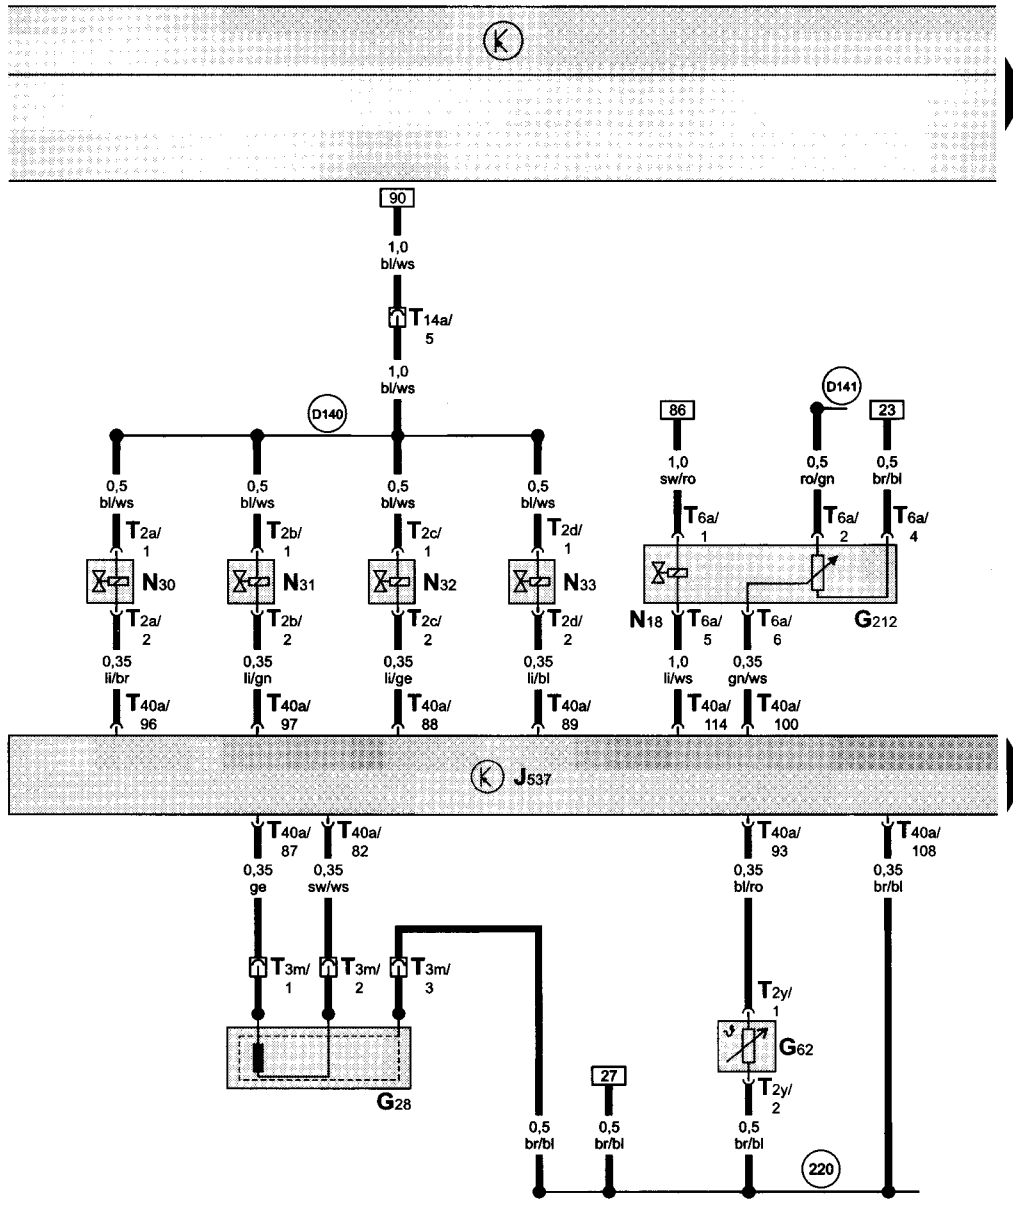 K
90
1,0
bl/ws
T14a/
5
1,0
bl/ws
D140
D141
86
23
0,5
bl/ws
0,5
bl/ws
0,5
bl/ws
0,5
bl/ws
1,0
sw/ro
0,5
ro/gn
0,5
br/bl
T2a/
1
T2b/
1
T2c/
1
T2d/
1
T6a/
1
T6a/
2
T6a/
4
N30
N31
N32
N33
N18
G212
T2a/
2
T2b/
2
T2c/
2
T2d/
2
T6a/
5
T6a/
6
0,35
li/br
0,35
li/gn
0,35
li/ge
0,35
li/bl
1,0
li/ws
0,35
gn/ws
T40a/
96
T40a/
97
T40a/
88
T40a/
89
T40a/
114
T40a/
100
K J537
T40a/
87
T40a/
82
T40a/
93
T40a/
108
0,35
ge
0,35
sw/ws
0,35
bl/ro
0,35
br/bl
T3m/
1
T3m/
2
T3m/
3
T2y/
1
ϑ
G62
G28
27
T2y/
2
0,5
br/bl
0,5
br/bl
0,5
br/bl
220